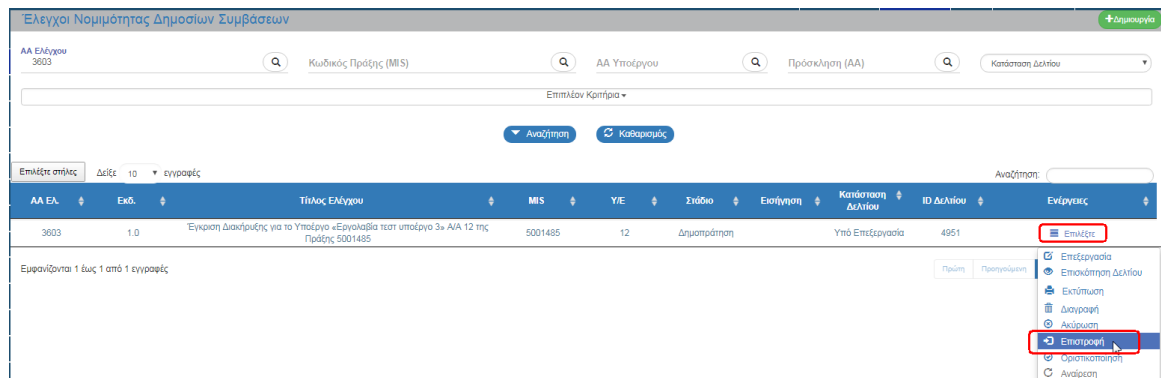 Έλεγχοι Νομιμότητας Δημοσίων Συμβάσεων
+Δημιουργία
ΑΑ Ελέγχου
3603
Κωδικός Πράξης (MIS)
ΑΑ Υποέργου
Πρόσκληση (ΑΑ)
Κατάσταση Δελτίου
Επιπλέον Κριτήρια
Αναζήτηση
Καθαρισμός
Επιλέξτε στήλες
Δείξε 10 εγγραφές
Αναζήτηση:
ΑΑ ΕΛ. Εκδ. Τίτλος Ελέγχου MIS Υ/Ε Στάδιο Εισήγηση Κατάσταση Δελτίου ID Δελτίου Ενέργειες
3603 1.0 Έγκριση Διακήρυξης για το Υποέργο «Εργολαβία τεστ υποέργο 3» Α/Α 12 της
Πράξης 5001485
5001485 12 Δημοπράτηση Υπό Επεξεργασία 4951 Επιλέξτε
Εμφανίζονται 1 έως 1 από 1 εγγραφές
Πρώτη Προηγούμενη
Επεξεργασία
Επισκόπηση Δελτίου
Εκτύπωση
Διαγραφή
Ακύρωση
Επιστροφή
Οριστικοποίηση
Αναίρεση